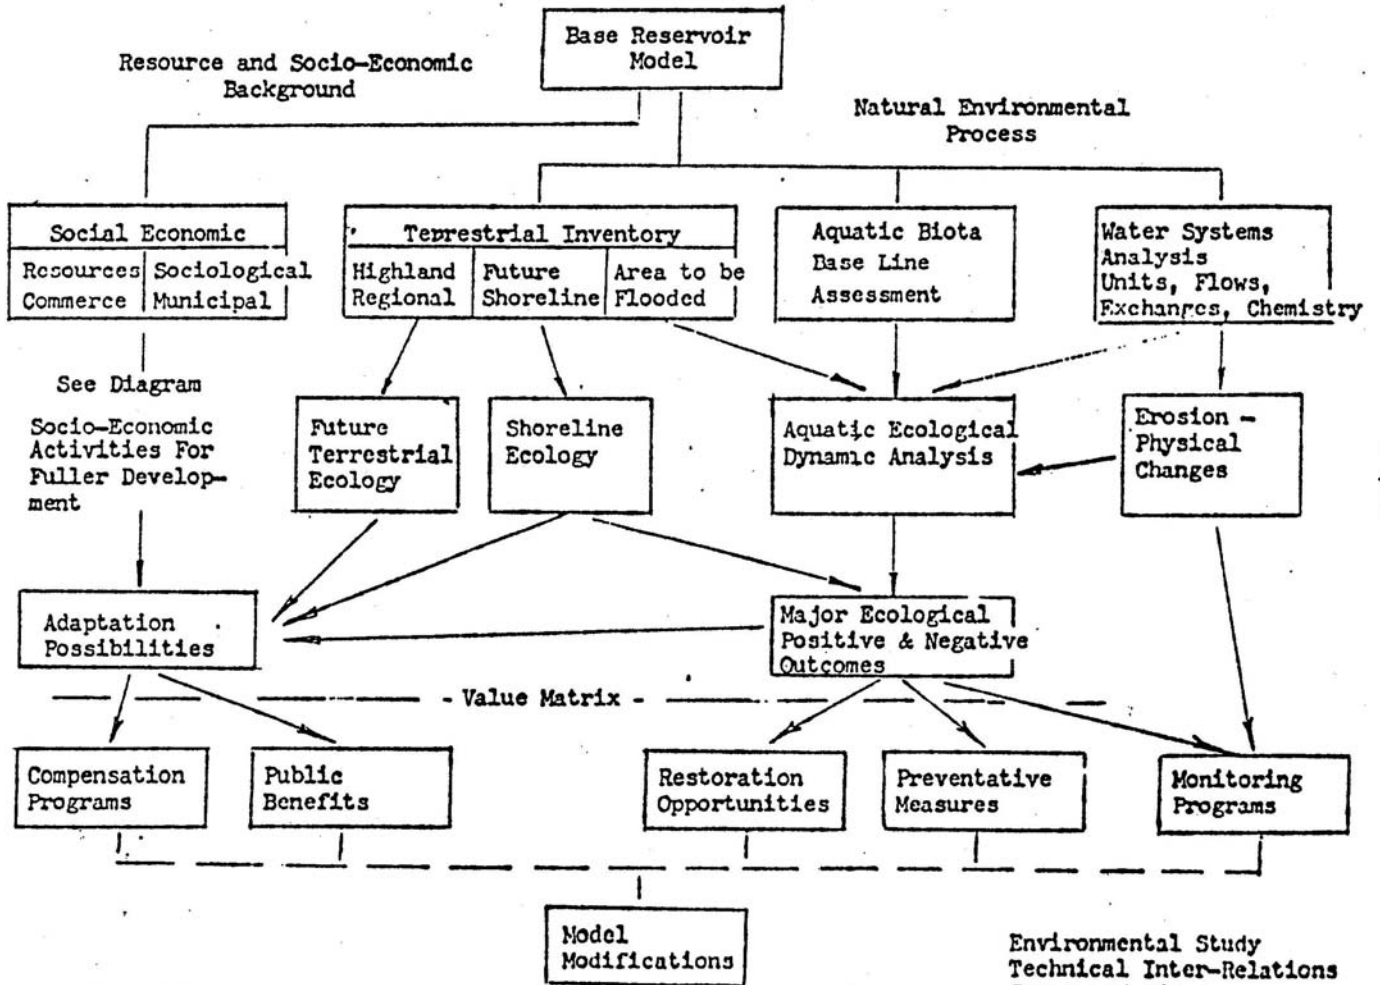 Base Reservoir
Model
Resource and Socio-Economic
Background
Natural Environmental
Process
Social Economic
Resources
Commerce
Sociological
Municipal
Terrestrial Inventory
Highland
Regional
Future
Shoreline
Area to be
Flooded
Aquatic Biota
Base Line
Assessment
Water Systems
Analysis
Units, Flows,
Exchanges, Chemistry
See Diagram
Socio-Economic
Activities For
Fuller Develop-
ment
Future
Terrestrial
Ecology
Shoreline
Ecology
Aquatic Ecological
Dynamic Analysis
Erosion -
Physical
Changes
Adaptation
Possibilities
Major Ecological
Positive & Negative
Outcomes
- Value Matrix -
Compensation
Programs
Public
Benefits
Restoration
Opportunities
Preventative
Measures
Monitoring
Programs
Model
Modifications
Environmental Study
Technical Inter-Relations